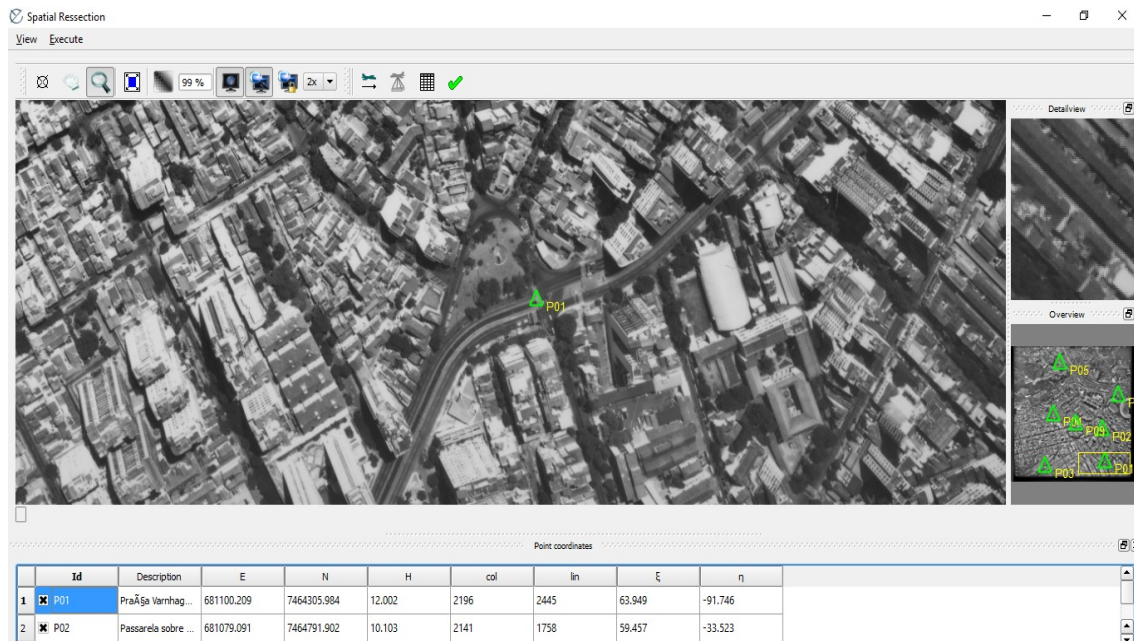 Spatial Ressection
View Execute
99 %
2x
Detailview
P01
Overview
P05
P
P09
P02
P03
P01
Point coordinates
Id Description E N H col lin ξ η
1 P01 PraÃ§a Varnhag... 681100.209 7464305.984 12.002 2196 2445 63.949 -91.746
2 P02 Passarela sobre ... 681079.091 7464791.902 10.103 2141 1758 59.457 -33.523